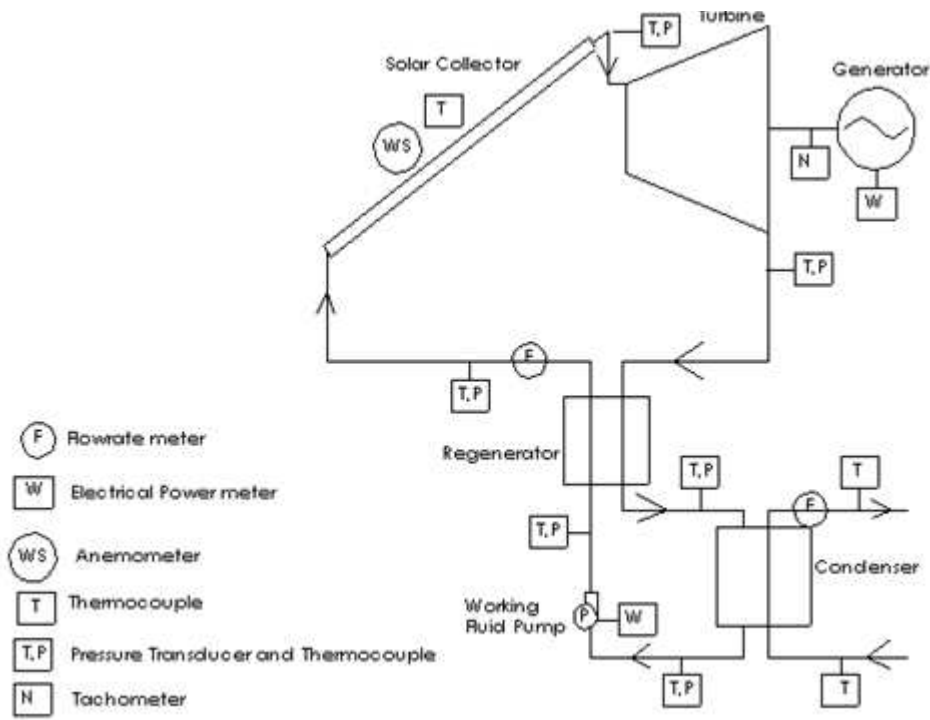 Turbine
T,P
Solar Collector
Generator
T
WS
N
W
T,P
F
T,P
Regenerator
T,P
T
F
T,P
Condenser
Working
Fluid Pump
P
W
T,P
T
F Flowrate meter
W Electrical Power meter
WS Anemometer
T Thermocouple
T,P Pressure Transducer and Thermocouple
N Tachometer